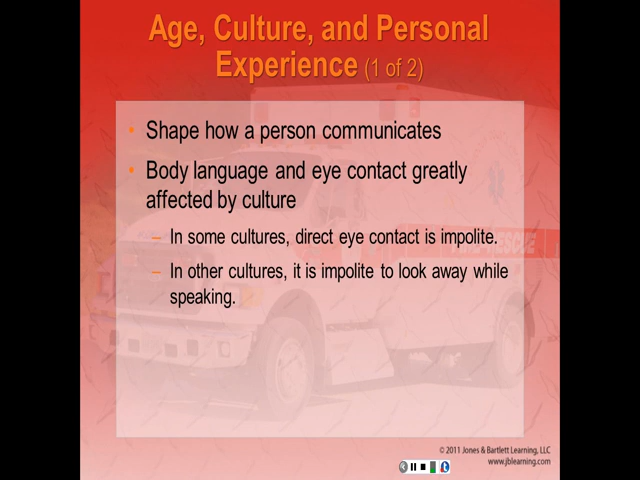 Age, Culture, and Personal
Experience (1 of 2)
• Shape how a person communicates
• Body language and eye contact greatly
affected by culture
– In some cultures, direct eye contact is impolite.
– In other cultures, it is impolite to look away while
speaking.
© 2011 Jones & Bartlett Learning, LLC
www.jblearning.com